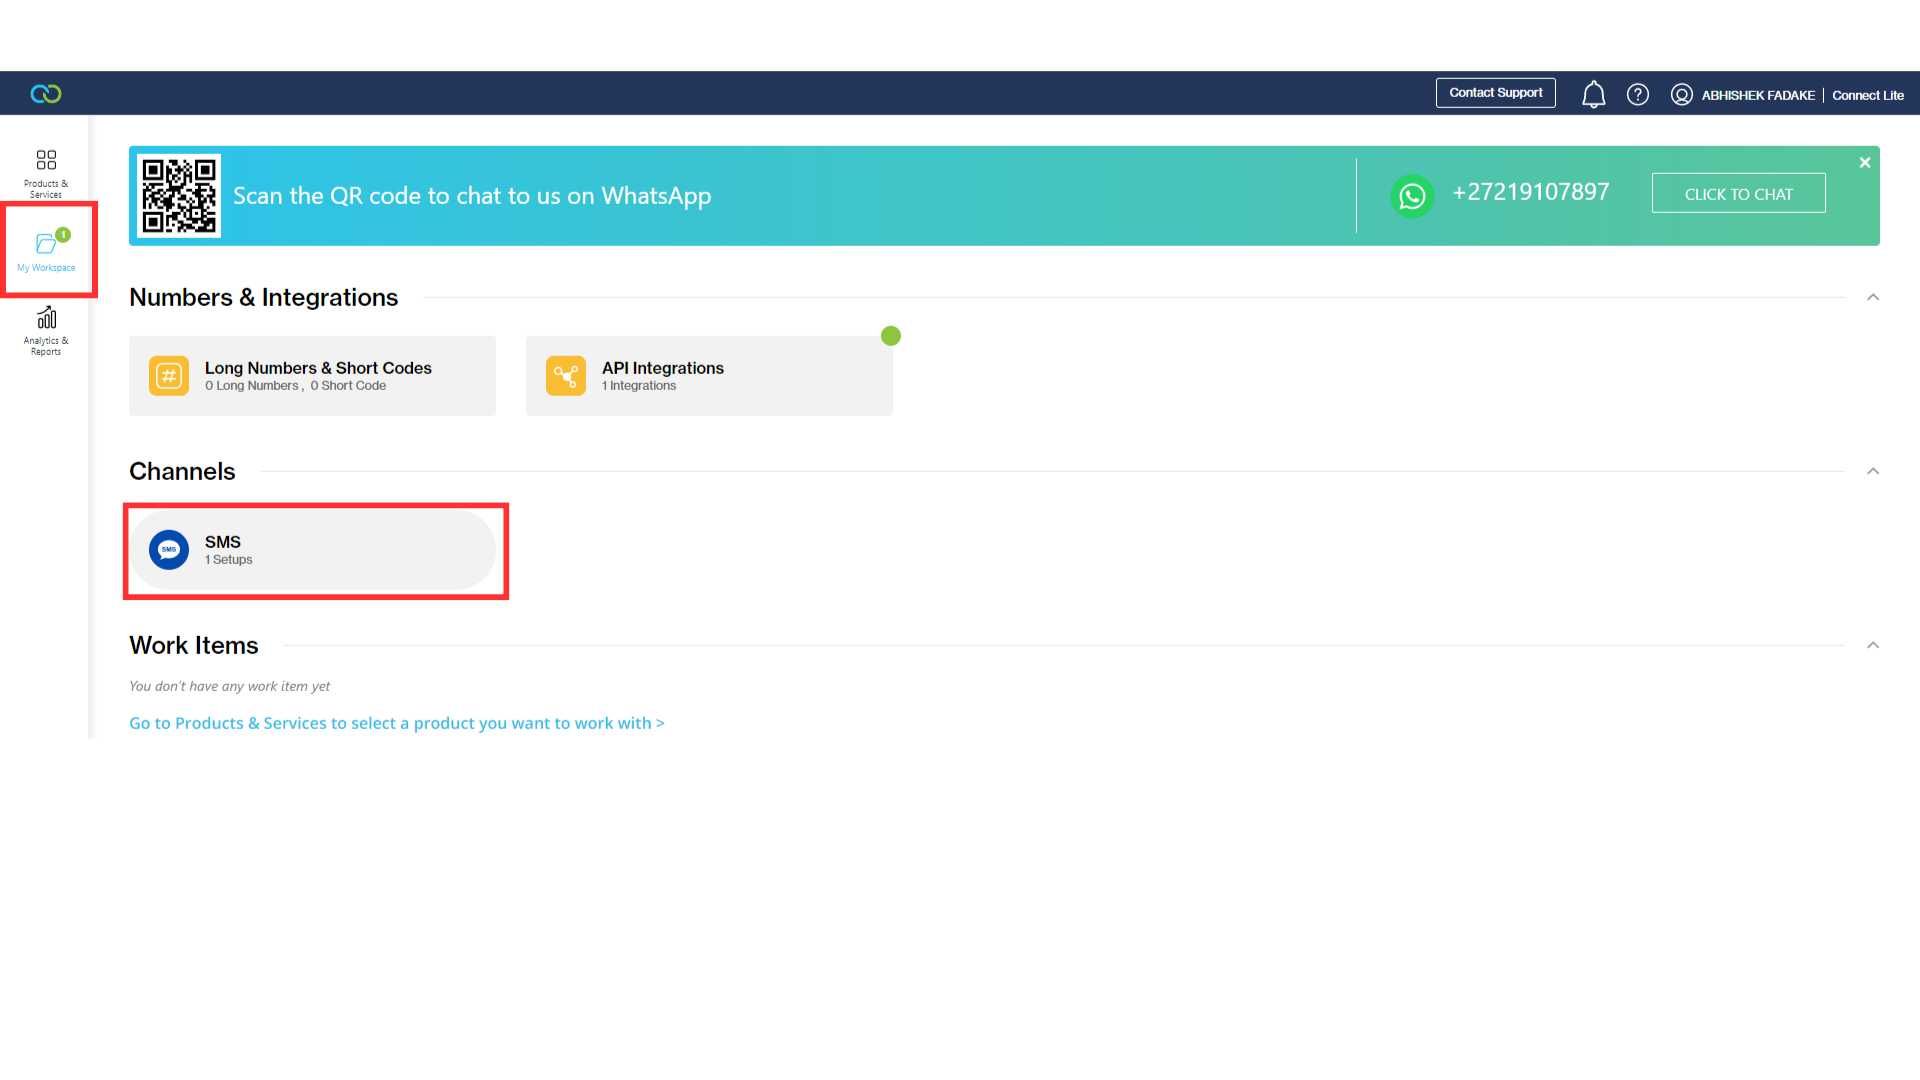 Contact Support
ABHISHEK FADAKE | Connect Lite
Products &
Services
1
My Workspace
Analytics &
Reports
Scan the QR code to chat to us on WhatsApp
+27219107897
CLICK TO CHAT
Numbers & Integrations
Long Numbers & Short Codes
0 Long Numbers , 0 Short Code
API Integrations
1 Integrations
Channels
SMS
SMS
1 Setups
Work Items
You don't have any work item yet
Go to Products & Services to select a product you want to work with >